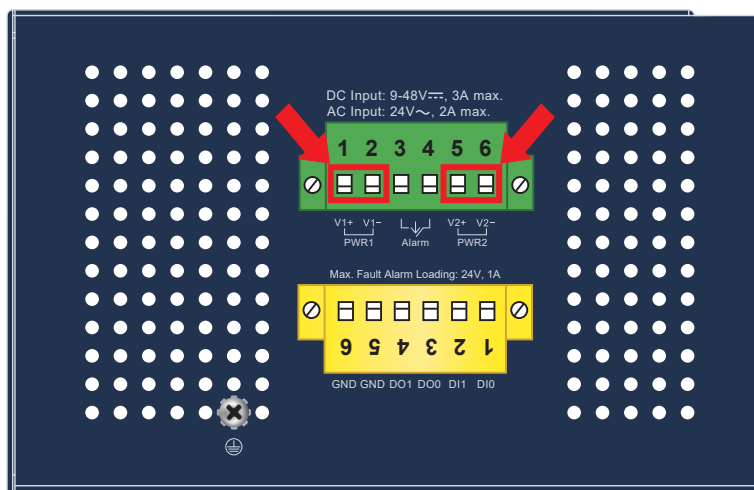 DC Input: 9-48V⎓, 3A max.
AC Input: 24V～, 2A max.
1 2 3 4 5 6
V1+ V1− V2+ V2−
PWR1 Alarm PWR2
Max. Fault Alarm Loading: 24V, 1A
6 5 4 3 2 1
GND GND DO1 DO0 DI1 DI0